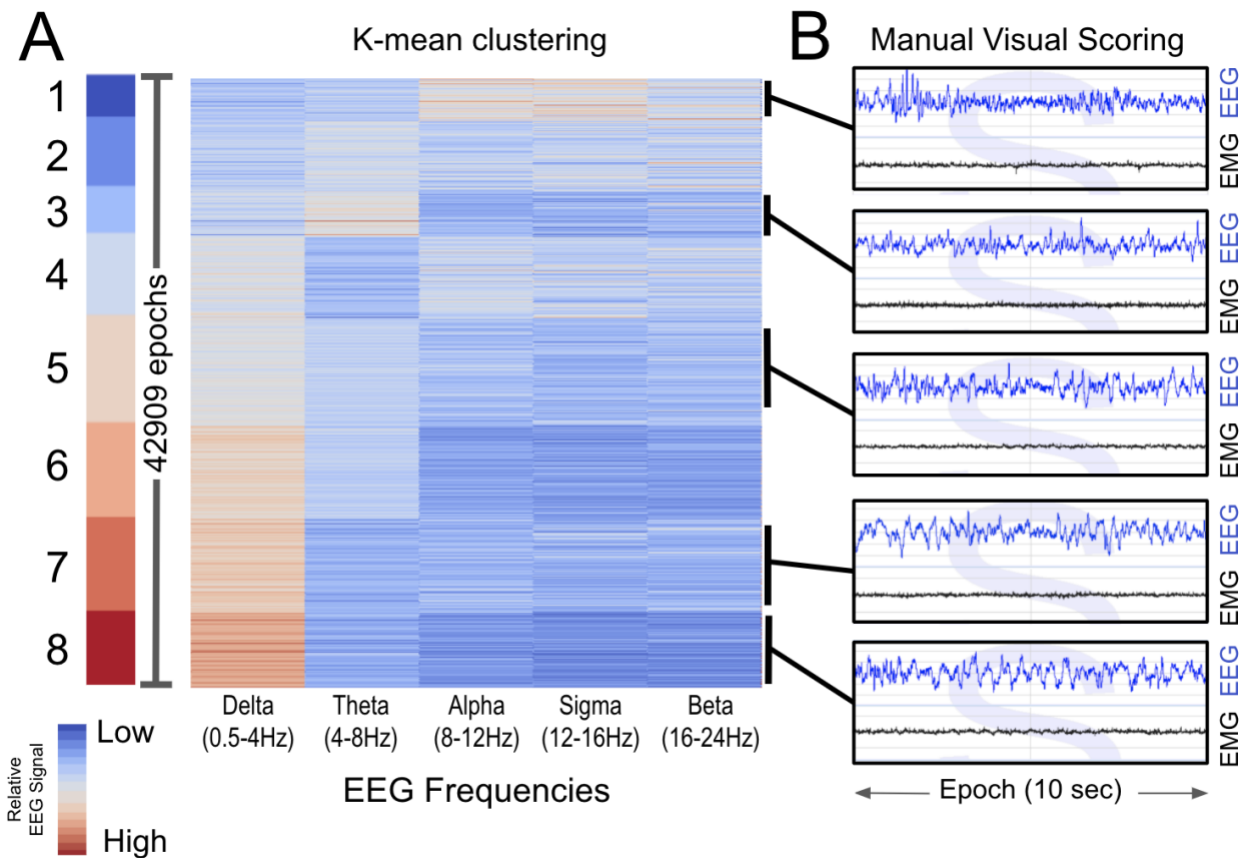 A
K-mean clustering
B
Manual Visual Scoring
1
2
3
4
5
6
7
8
42909 epochs
Delta
(0.5-4Hz)
Theta
(4-8Hz)
Alpha
(8-12Hz)
Sigma
(12-16Hz)
Beta
(16-24Hz)
EEG Frequencies
Relative
EEG Signal
Low
High
S
EEG
EMG
S
EEG
EMG
S
EEG
EMG
S
EEG
EMG
S
EEG
EMG
Epoch (10 sec)